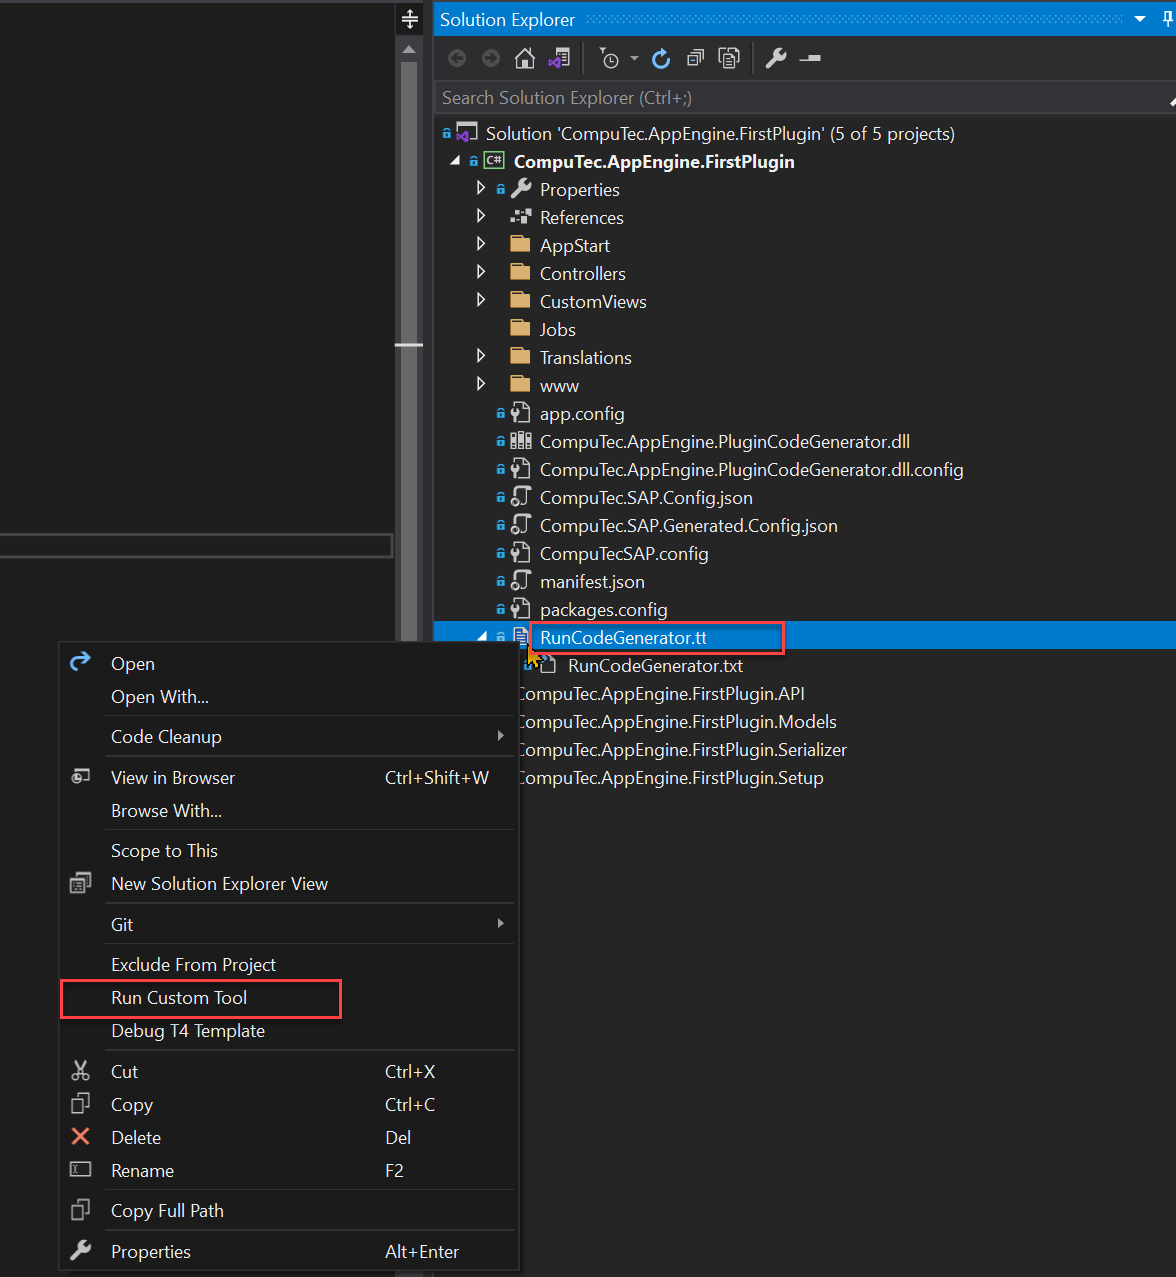 Solution Explorer
Search Solution Explorer (Ctrl+;)
Solution 'CompuTec.AppEngine.FirstPlugin' (5 of 5 projects)
C# CompuTec.AppEngine.FirstPlugin
Properties
References
AppStart
Controllers
CustomViews
Jobs
Translations
www
app.config
CompuTec.AppEngine.PluginCodeGenerator.dll
CompuTec.AppEngine.PluginCodeGenerator.dll.config
CompuTec.SAP.Config.json
CompuTec.SAP.Generated.Config.json
CompuTecSAP.config
manifest.json
packages.config
RunCodeGenerator.tt
RunCodeGenerator.txt
CompuTec.AppEngine.FirstPlugin.API
CompuTec.AppEngine.FirstPlugin.Models
CompuTec.AppEngine.FirstPlugin.Serializer
CompuTec.AppEngine.FirstPlugin.Setup
Open
Open With...
Code Cleanup
View in Browser Ctrl+Shift+W
Browse With...
Scope to This
New Solution Explorer View
Git
Exclude From Project
Run Custom Tool
Debug T4 Template
Cut Ctrl+X
Copy Ctrl+C
Delete Del
Rename F2
Copy Full Path
Properties Alt+Enter